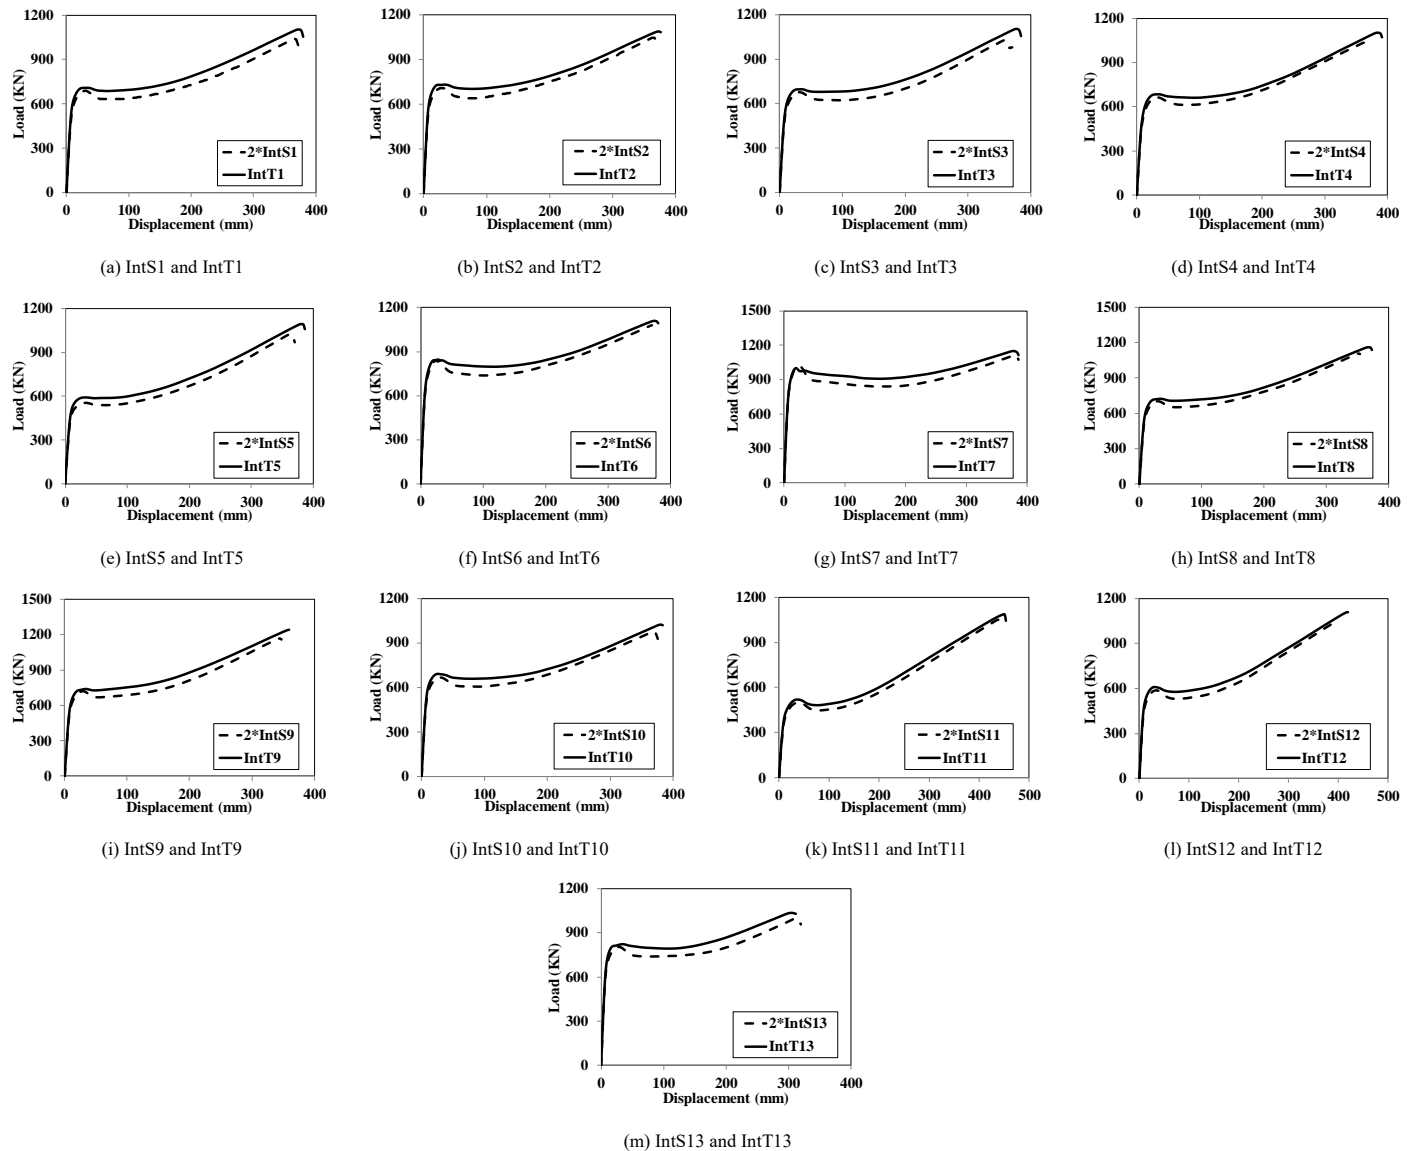 1200
900
600
300
0
Load (KN)
2*IntS1
IntT1
0 100 200 300 400
Displacement (mm)
(a) IntS1 and IntT1
1200
900
600
300
0
Load (KN)
2*IntS2
IntT2
0 100 200 300 400
Displacement (mm)
(b) IntS2 and IntT2
1200
900
600
300
0
Load (KN)
2*IntS3
IntT3
0 100 200 300 400
Displacement (mm)
(c) IntS3 and IntT3
1200
900
600
300
0
Load (KN)
2*IntS4
IntT4
0 100 200 300 400
Displacement (mm)
(d) IntS4 and IntT4
1200
900
600
300
0
Load (KN)
2*IntS5
IntT5
0 100 200 300 400
Displacement (mm)
(e) IntS5 and IntT5
1200
900
600
300
0
Load (KN)
2*IntS6
IntT6
0 100 200 300 400
Displacement (mm)
(f) IntS6 and IntT6
1500
1200
900
600
300
0
Load (KN)
2*IntS7
IntT7
0 100 200 300 400
Displacement (mm)
(g) IntS7 and IntT7
1500
1200
900
600
300
0
Load (KN)
2*IntS8
IntT8
0 100 200 300 400
Displacement (mm)
(h) IntS8 and IntT8
1500
1200
900
600
300
0
Load (KN)
2*IntS9
IntT9
0 100 200 300 400
Displacement (mm)
(i) IntS9 and IntT9
1200
900
600
300
0
Load (KN)
2*IntS10
IntT10
0 100 200 300 400
Displacement (mm)
(j) IntS10 and IntT10
1200
900
600
300
0
Load (KN)
2*IntS11
IntT11
0 100 200 300 400 500
Displacement (mm)
(k) IntS11 and IntT11
1200
900
600
300
0
Load (KN)
2*IntS12
IntT12
0 100 200 300 400 500
Displacement (mm)
(l) IntS12 and IntT12
1200
900
600
300
0
Load (KN)
2*IntS13
IntT13
0 100 200 300 400
Displacement (mm)
(m) IntS13 and IntT13